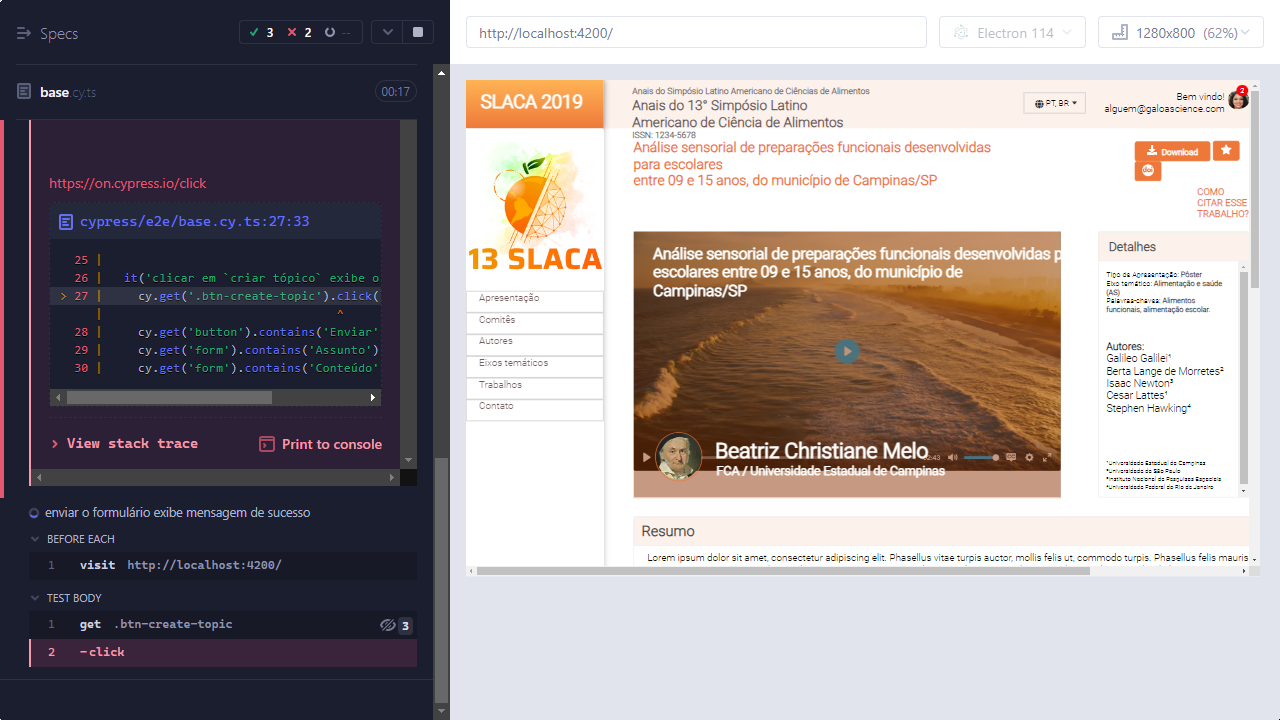 Specs
3
2
--
base.cy.ts
00:17
https://on.cypress.io/click
cypress/e2e/base.cy.ts:27:33
25 |
26 |   it('clicar em `criar tópico` exibe o
> 27 |     cy.get('.btn-create-topic').click(
|                                 ^
28 |     cy.get('button').contains('Enviar'
29 |     cy.get('form').contains('Assunto')
30 |     cy.get('form').contains('Conteúdo'
> View stack trace
Print to console
enviar o formulário exibe mensagem de sucesso
BEFORE EACH
1 visit http://localhost:4200/
TEST BODY
1 get .btn-create-topic 3
2 -click
http://localhost:4200/
Electron 114
1280x800 (62%)
SLACA 2019
Anais do Simpósio Latino Americano de Ciências de Alimentos
Anais do 13° Simpósio Latino
Americano de Ciência de Alimentos
ISSN: 1234-5678
PT, BR
Bem vindo!
alguem@galoascience.com
2
13 SLACA
Apresentação
Comitês
Autores
Eixos temáticos
Trabalhos
Contato
Análise sensorial de preparações funcionais desenvolvidas
para escolares
entre 09 e 15 anos, do município de Campinas/SP
Download
doi
COMO
CITAR ESSE
TRABALHO?
Análise sensorial de preparações funcionais desenvolvidas p
escolares entre 09 e 15 anos, do município de
Campinas/SP
Beatriz Christiane Melo
:43
FCA / Universidade Estadual de Campinas
Detalhes
Tipo de Apresentação: Pôster
Eixo temático: Alimentação e saúde
(AS)
Palavras-chaves: Alimentos
funcionais, alimentação escolar.
Autores:
Galileo Galilei¹
Berta Lange de Morretes²
Isaac Newton³
Cesar Lattes¹
Stephen Hawking⁴
¹Universidade Estadual de Campinas
²Universidade de São Paulo
³Instituto Nacional de Pesquisas Espaciais
⁴Universidade Federal do Rio de Janeiro
Resumo
Lorem ipsum dolor sit amet, consectetur adipiscing elit. Phasellus vitae turpis auctor, mollis felis ut, commodo turpis. Phasellus felis mauris